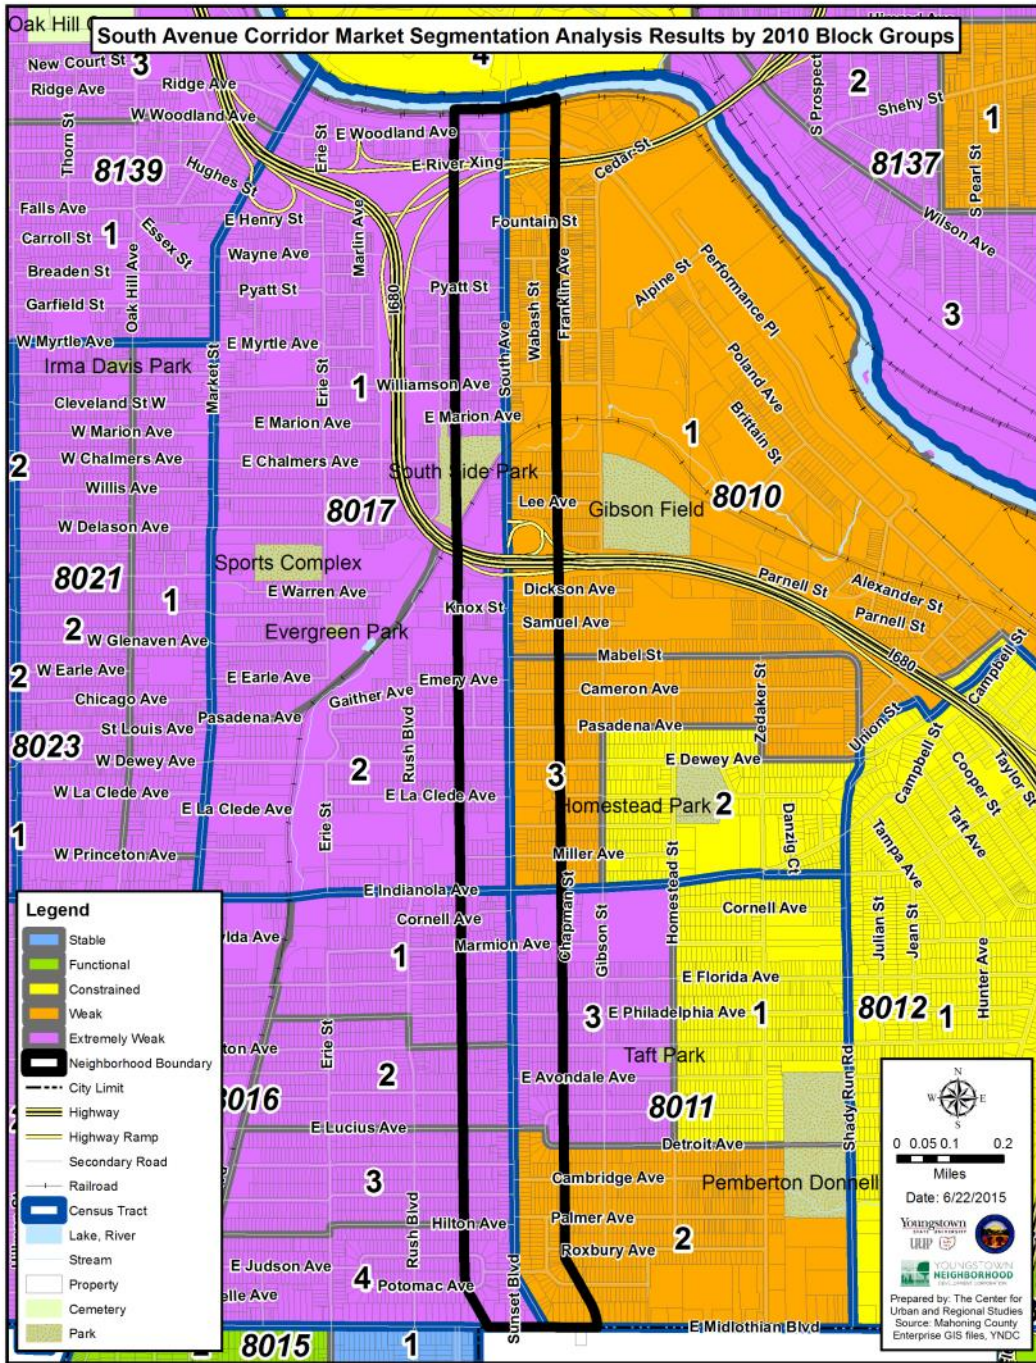 Oak Hill C
South Avenue Corridor Market Segmentation Analysis Results by 2010 Block Groups
New Court St
3
4
2
S Prospect
Shehy St
1
Ridge Ave
Ridge Ave
W Woodland Ave
E Woodland Ave
Erie St
E River Xing
Cedar St
Thorn St
8139
8137
S Pearl St
Hughes St
Falls Ave
E Henry St
Marlin Ave
Fountain St
Wilson Ave
Carroll St
1
Essex St
Wayne Ave
Franklin Ave
Performance Pl
Breaden St
Oak Hill Ave
Alpine St
Garfield St
Pyatt St
I680
Pyatt St
Wabash St
3
W Myrtle Ave
E Myrtle Ave
South Ave
Irma Davis Park
Market St
Erie St
1
Williamson Ave
Poland Ave
Cleveland St W
E Marion Ave
E Marion Ave
Brittain St
1
W Marion Ave
W Chalmers Ave
2
E Chalmers Ave
South Side Park
Willis Ave
8017
Lee Ave
Gibson Field
8010
W Delason Ave
Sports Complex
8021
1
E Warren Ave
Knox St
Dickson Ave
Parnell St
Alexander St
Parnell St
2
W Glenaven Ave
Evergreen Park
Samuel Ave
I680
Campbell St
2
W Earle Ave
E Earle Ave
Emery Ave
Mabel St
Chicago Ave
Gaither Ave
Cameron Ave
Zedaker St
St Louis Ave
Pasadena Ave
Pasadena Ave
Union St
8023
Rush Blvd
W Dewey Ave
2
3
E Dewey Ave
Campbell St
Cooper St
Taylor St
W La Clede Ave
E La Clede Ave
E La Clede Ave
Homestead Park
2
Danzig Ct
Taft Ave
1
Erie St
Tampa Ave
W Princeton Ave
Miller Ave
Homestead St
E Indianola Ave
Chapman St
Gibson St
Cornell Ave
Cornell Ave
Julian St
Jean St
ylda Ave
Marmion Ave
1
E Florida Ave
Hunter Ave
3
E Philadelphia Ave
1
8012
1
ton Ave
Erie St
Taft Park
2
E Avondale Ave
8016
8011
Shady Run Rd
E Lucius Ave
Detroit Ave
3
Cambridge Ave
Pemberton Donnell
Rush Blvd
Hilton Ave
Palmer Ave
2
Roxbury Ave
E Judson Ave
4
Potomac Ave
Sunset Blvd
elle Ave
E Midlothian Blvd
8015
1
Legend
Stable
Functional
Constrained
Weak
Extremely Weak
Neighborhood Boundary
City Limit
Highway
Highway Ramp
Secondary Road
Railroad
Census Tract
Lake, River
Stream
Property
Cemetery
Park
N
W E
S
0 0.05 0.1 0.2
Miles
Date: 6/22/2015
Youngstown
STATE UNIVERSITY
YOUNGSTOWN
NEIGHBORHOOD
DEVELOPMENT CORPORATION
Prepared by: The Center for
Urban and Regional Studies
Source: Mahoning County
Enterprise GIS files, YNDC